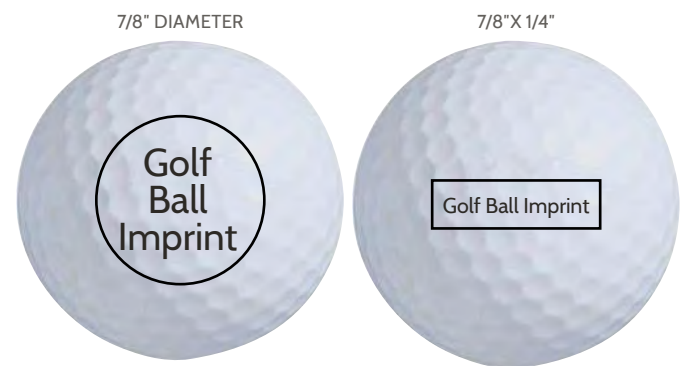 7/8" DIAMETER
7/8"X 1/4"
Golf
Ball
Imprint
Golf Ball Imprint